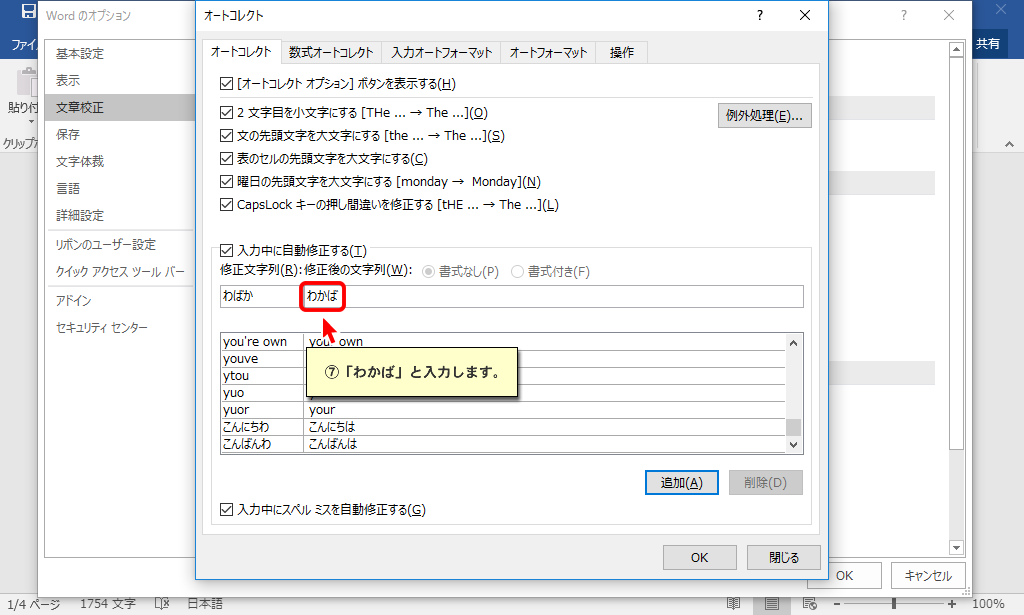 Word のオプション
オートコレクト
ファイ
共有
貼り付
クリップボ
基本設定
表示
文章校正
保存
文字体裁
言語
詳細設定
リボンのユーザー設定
クイック アクセス ツール バー
アドイン
セキュリティ センター
オートコレクト 数式オートコレクト 入力オートフォーマット オートフォーマット 操作
[オートコレクト オプション] ボタンを表示する(H)
2 文字目を小文字にする [THe ... → The ...](O)
例外処理(E)...
文の先頭文字を大文字にする [the ... → The ...](S)
表のセルの先頭文字を大文字にする(C)
曜日の先頭文字を大文字にする [monday → Monday](N)
CapsLock キーの押し間違いを修正する [tHE ... → The ...](L)
入力中に自動修正する(T)
修正文字列(R): 修正後の文字列(W): 書式なし(P) 書式付き(F)
わばか わかば
you're own your own
youve
⑦「わかば」と入力します。
ytou
yuo
yuor your
こんにちわ こんにちは
こんばんわ こんばんは
追加(A) 削除(D)
入力中にスペル ミスを自動修正する(G)
OK 閉じる
OK キャンセル
1/4 ページ 1754 文字 日本語 100%